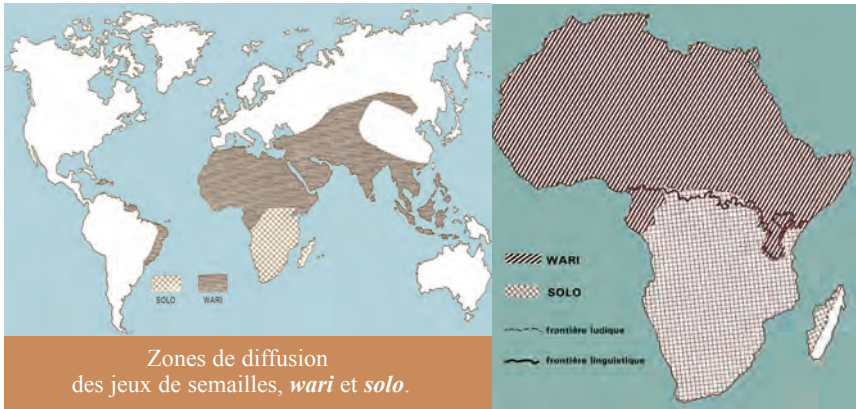 SOLO
WARI
Zones de diffusion
des jeux de semailles, wari et solo.
WARI
SOLO
frontière ludique
frontière linguistique